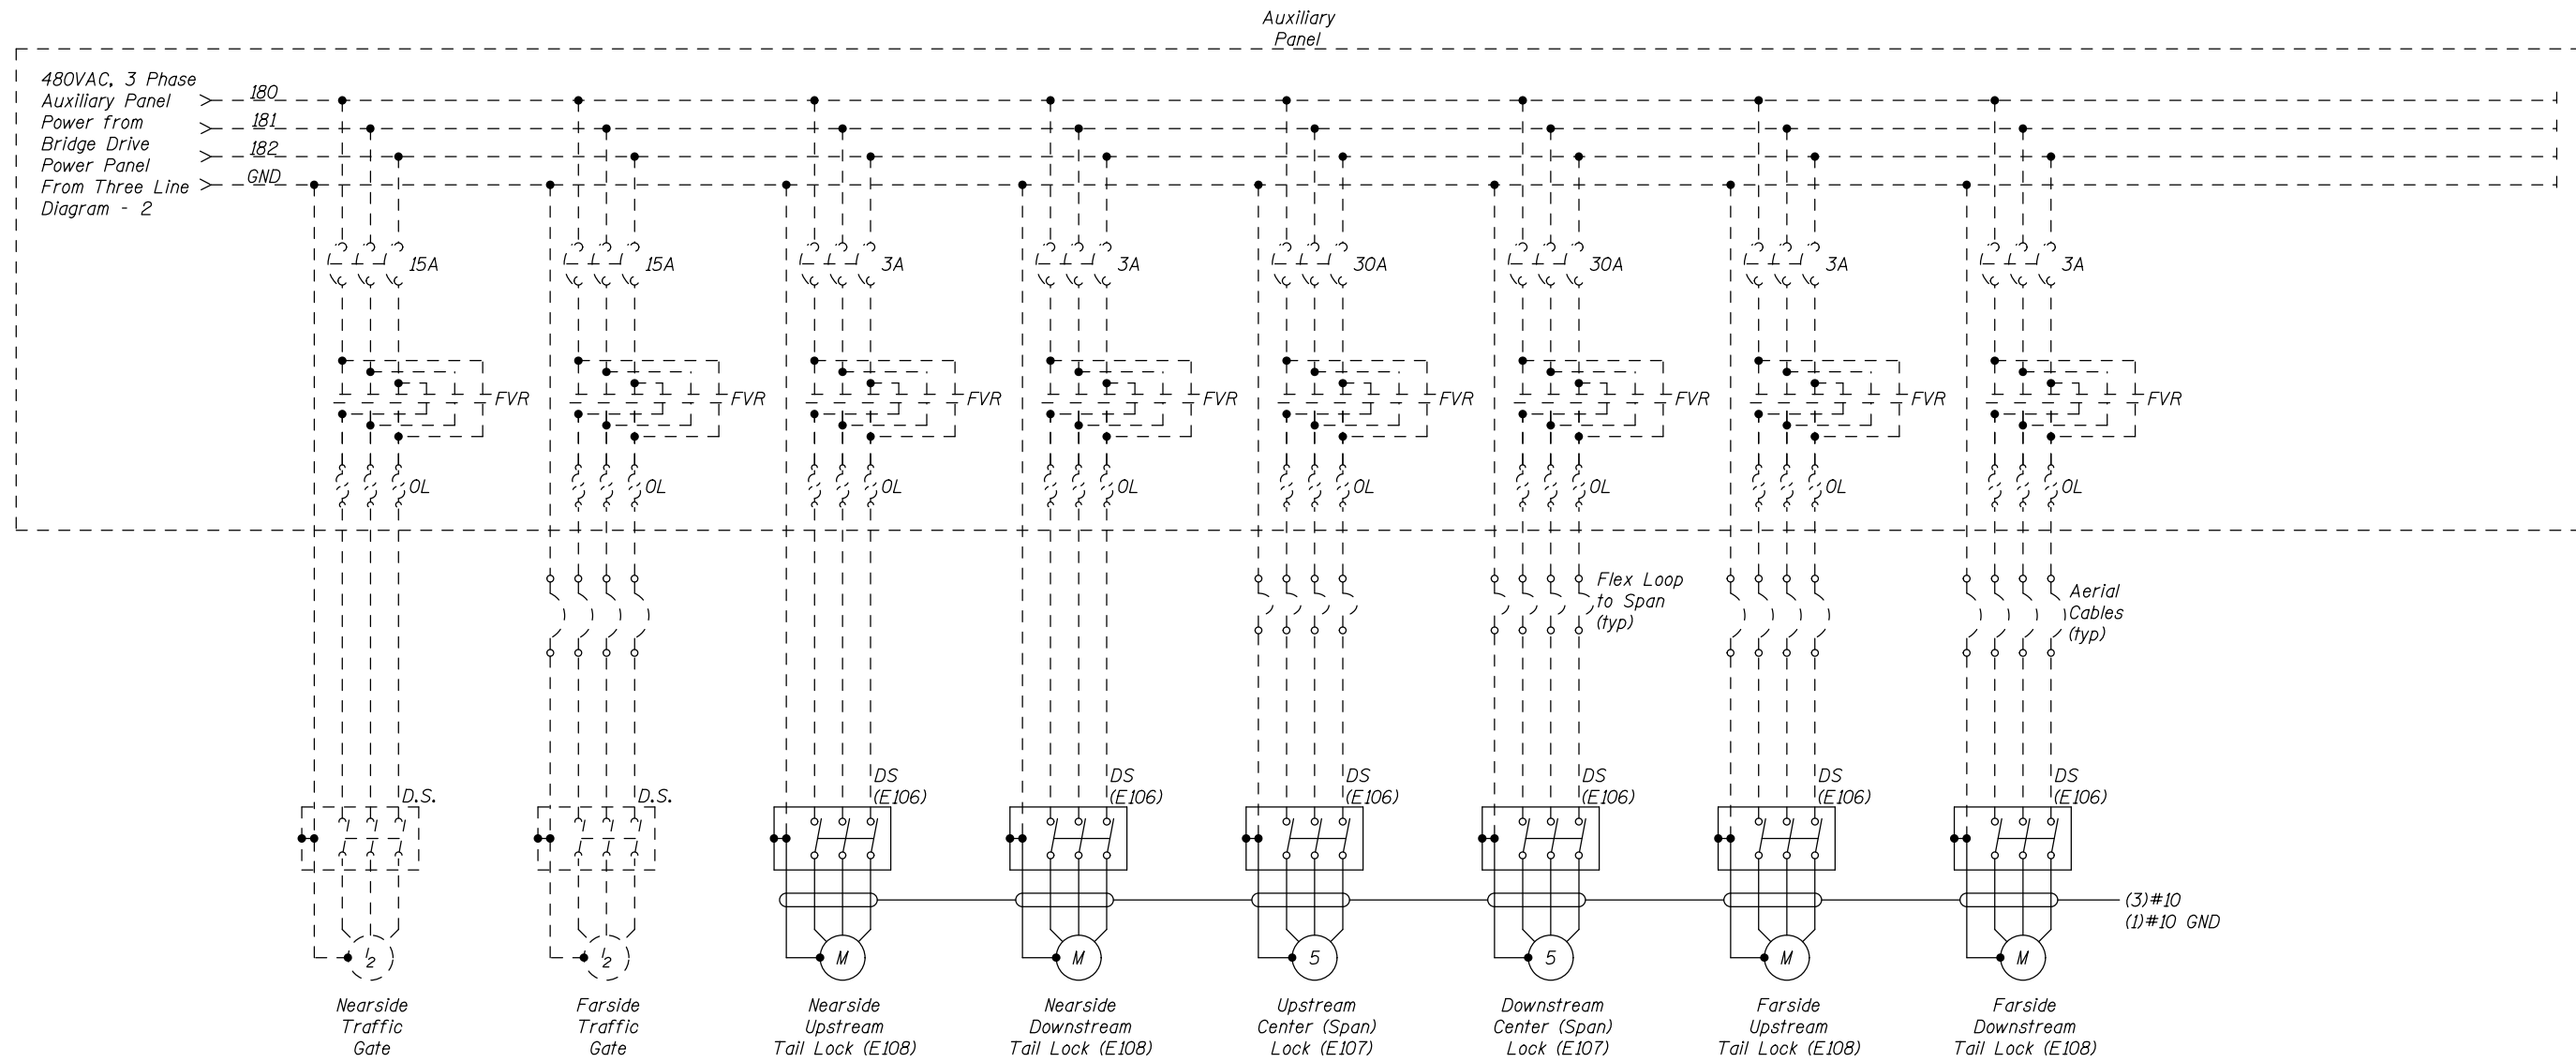 Auxiliary
Panel
480VAC, 3 Phase
Auxiliary Panel
Power from
Bridge Drive
Power Panel
From Three Line
Diagram - 2
180
181
182
GND
15A
15A
3A
3A
30A
30A
3A
3A
FVR
FVR
FVR
FVR
FVR
FVR
FVR
FVR
OL
OL
OL
OL
OL
OL
OL
OL
Flex Loop
to Span
(typ)
Aerial
Cables
(typ)
D.S.
D.S.
DS
(E106)
DS
(E106)
DS
(E106)
DS
(E106)
DS
(E106)
DS
(E106)
(3)#10
(1)#10 GND
1/2
1/2
M
M
5
5
M
M
Nearside
Traffic
Gate
Farside
Traffic
Gate
Nearside
Upstream
Tail Lock (E108)
Nearside
Downstream
Tail Lock (E108)
Upstream
Center (Span)
Lock (E107)
Downstream
Center (Span)
Lock (E107)
Farside
Upstream
Tail Lock (E108)
Farside
Downstream
Tail Lock (E108)